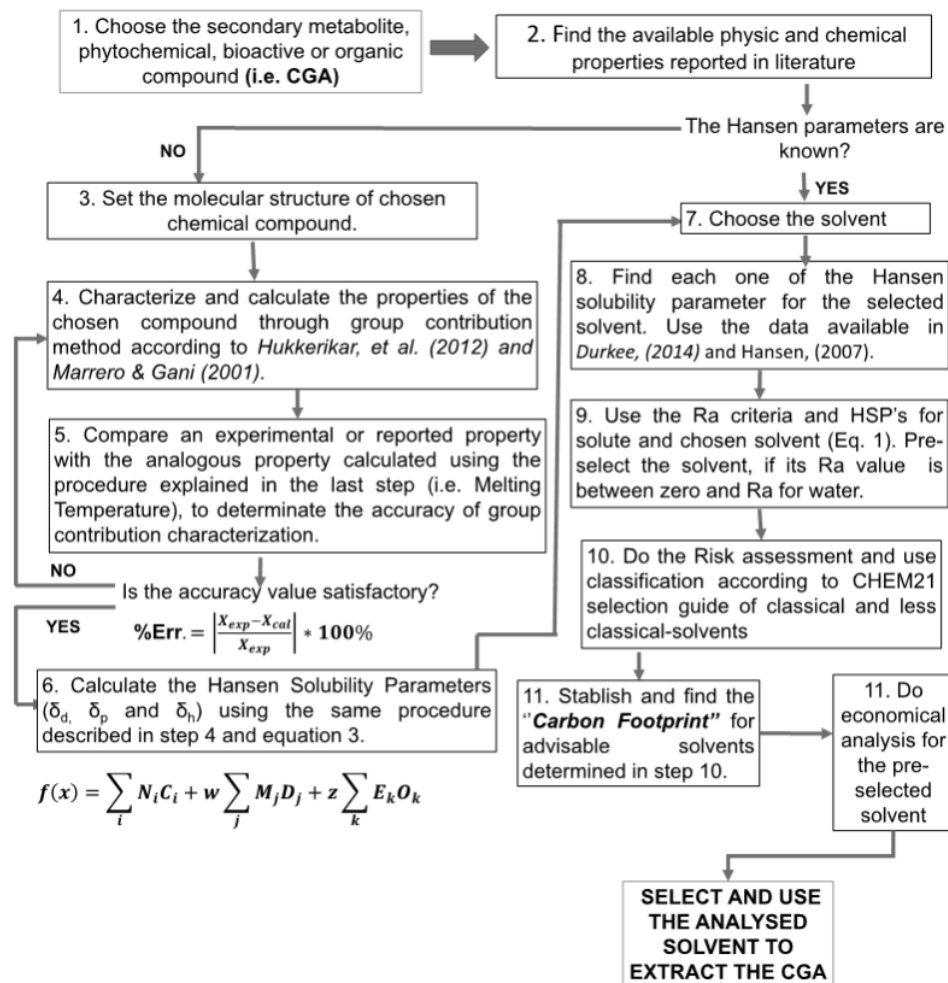 1. Choose the secondary metabolite,
phytochemical, bioactive or organic
compound (i.e. CGA)
2. Find the available physic and chemical
properties reported in literature
The Hansen parameters are
known?
NO
YES
3. Set the molecular structure of chosen
chemical compound.
4. Characterize and calculate the properties of the
chosen compound through group contribution
method according to Hukkerikar, et al. (2012) and
Marrero & Gani (2001).
5. Compare an experimental or reported property
with the analogous property calculated using the
procedure explained in the last step (i.e. Melting
Temperature), to determinate the accuracy of group
contribution characterization.
NO
Is the accuracy value satisfactory?
YES
%Err. = |X_exp−X_cal / X_exp| * 100%
6. Calculate the Hansen Solubility Parameters
(δd, δp and δh) using the same procedure
described in step 4 and equation 3.
f(x) = ∑_i N_iC_i + w ∑_j M_jD_j + z ∑_k E_kO_k
7. Choose the solvent
8. Find each one of the Hansen
solubility parameter for the selected
solvent. Use the data available in
Durkee, (2014) and Hansen, (2007).
9. Use the Ra criteria and HSP's for
solute and chosen solvent (Eq. 1). Pre-
select the solvent, if its Ra value is
between zero and Ra for water.
10. Do the Risk assessment and use
classification according to CHEM21
selection guide of classical and less
classical-solvents
11. Stablish and find the
"Carbon Footprint" for
advisable solvents
determined in step 10.
11. Do
economical
analysis for
the pre-
selected
solvent
SELECT AND USE
THE ANALYSED
SOLVENT TO
EXTRACT THE CGA